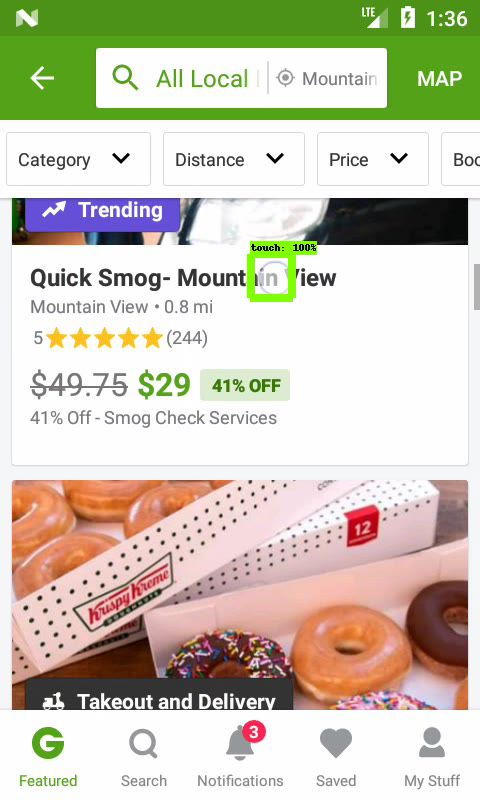 LTE 1:36
All Local Mountain MAP
Category Distance Price Boo
Trending
touch: 100%
Quick Smog- Mountain View
Mountain View • 0.8 mi
5 (244)
$49.75 $29 41% OFF
41% Off - Smog Check Services
12
Krispy Kreme
DOUGHNUTS
Takeout and Delivery
3
Featured Search Notifications Saved My Stuff